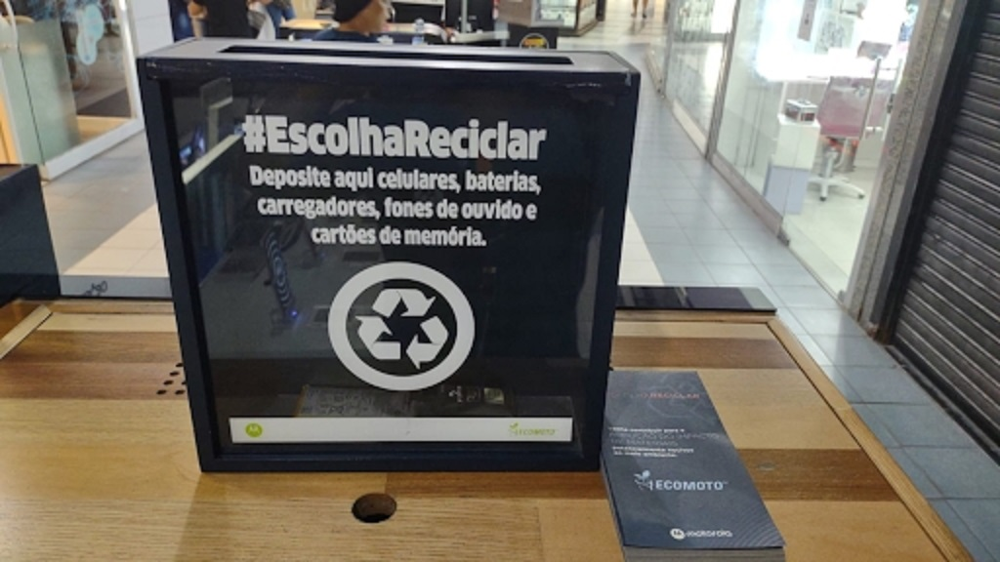 #EscolhaReciclar
Deposite aqui celulares, baterias,
carregadores, fones de ouvido e
cartões de memória.
ECOMOTO
RECICLAR
ECOMOTO
motorola